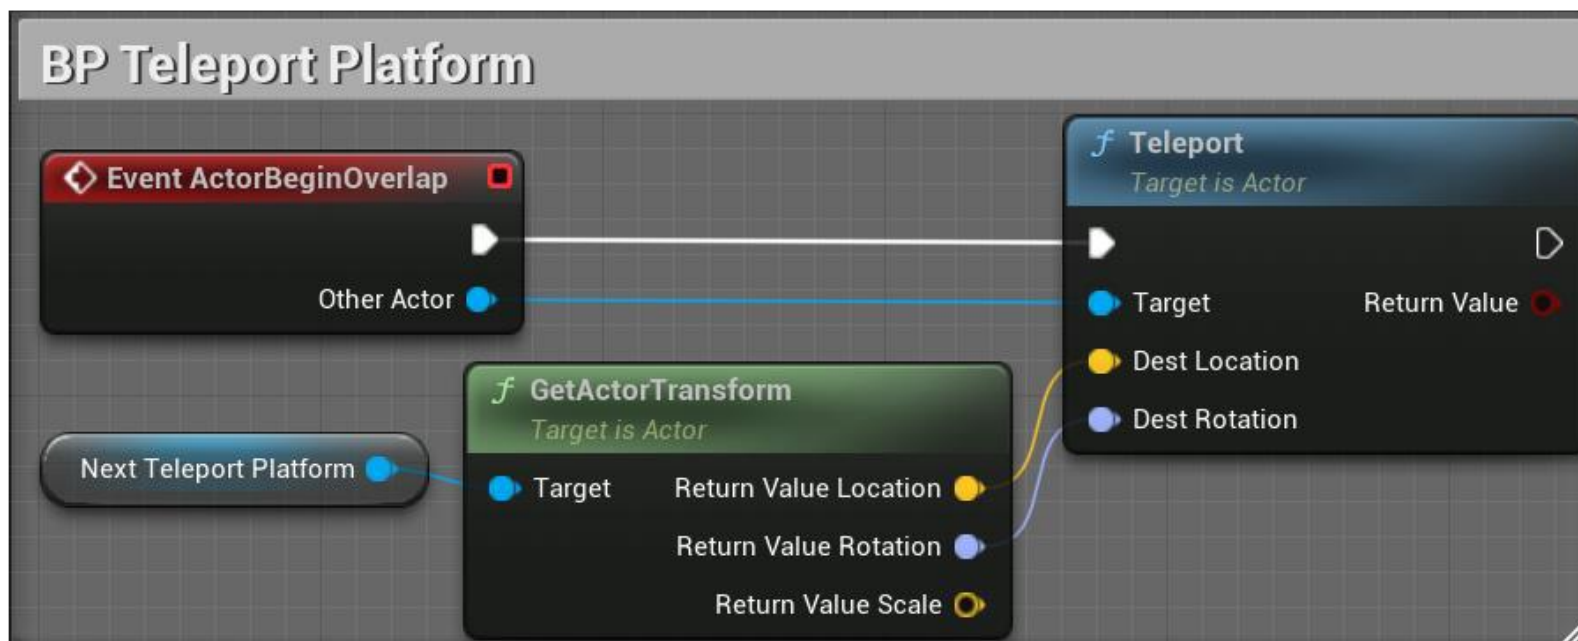 BP Teleport Platform
Event ActorBeginOverlap
Other Actor
Next Teleport Platform
f GetActorTransform
Target is Actor
Target
Return Value Location
Return Value Rotation
Return Value Scale
f Teleport
Target is Actor
Target
Return Value
Dest Location
Dest Rotation